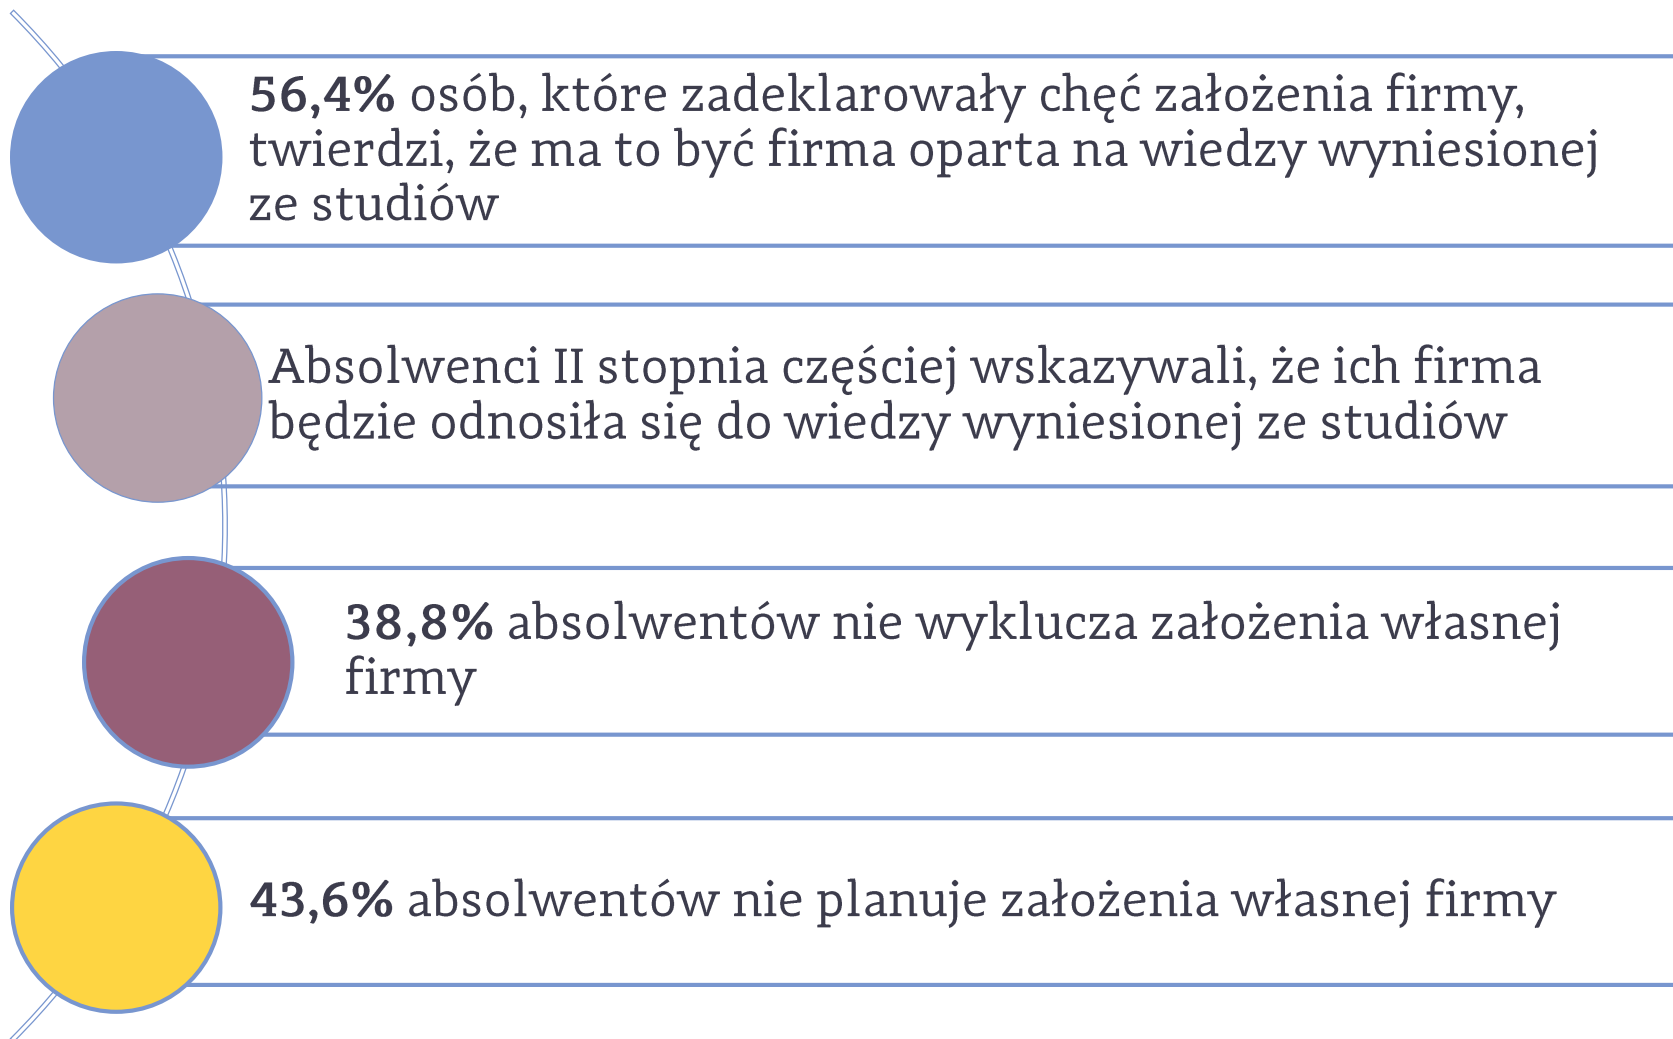 56,4% osób, które zadeklarowały chęć założenia firmy,
twierdzi, że ma to być firma oparta na wiedzy wyniesionej
ze studiów
Absolwenci II stopnia częściej wskazywali, że ich firma
będzie odnosiła się do wiedzy wyniesionej ze studiów
38,8% absolwentów nie wyklucza założenia własnej
firmy
43,6% absolwentów nie planuje założenia własnej firmy